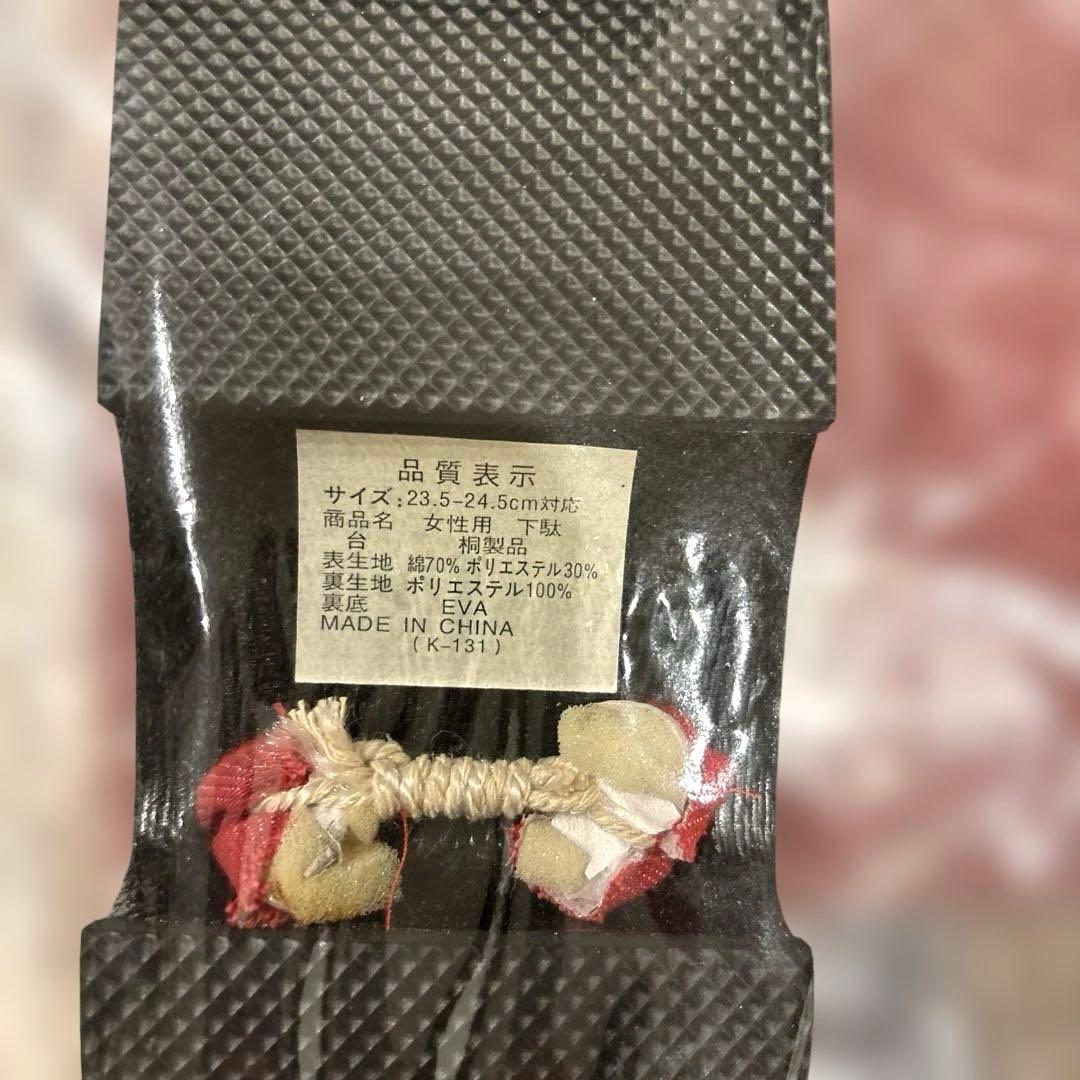 品質表示
サイズ:23.5-24.5cm対応
商品名 女性用 下駄
台 桐製品
表生地 綿70% ポリエステル30%
裏生地 ポリエステル100%
裏底 EVA
MADE IN CHINA
(K-131)